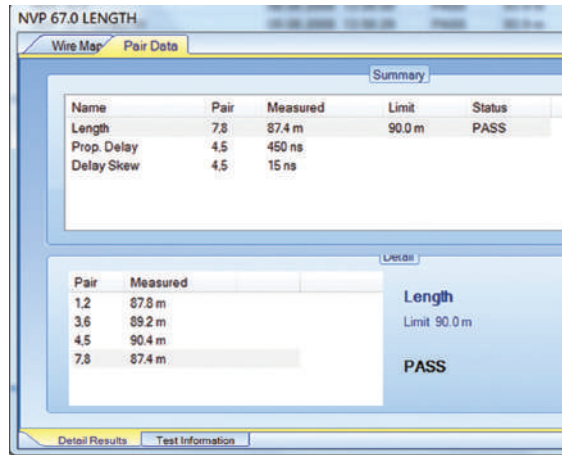 NVP 67.0 LENGTH
Wire Map Pair Data
Summary
Name Pair Measured Limit Status
Length 7,8 87.4 m 90.0 m PASS
Prop. Delay 4,5 450 ns
Delay Skew 4,5 15 ns
Detail
Pair Measured
1,2 87.8 m
3,6 89.2 m
4,5 90.4 m
7,8 87.4 m
Length
Limit 90.0 m
PASS
Detail Results Test Information